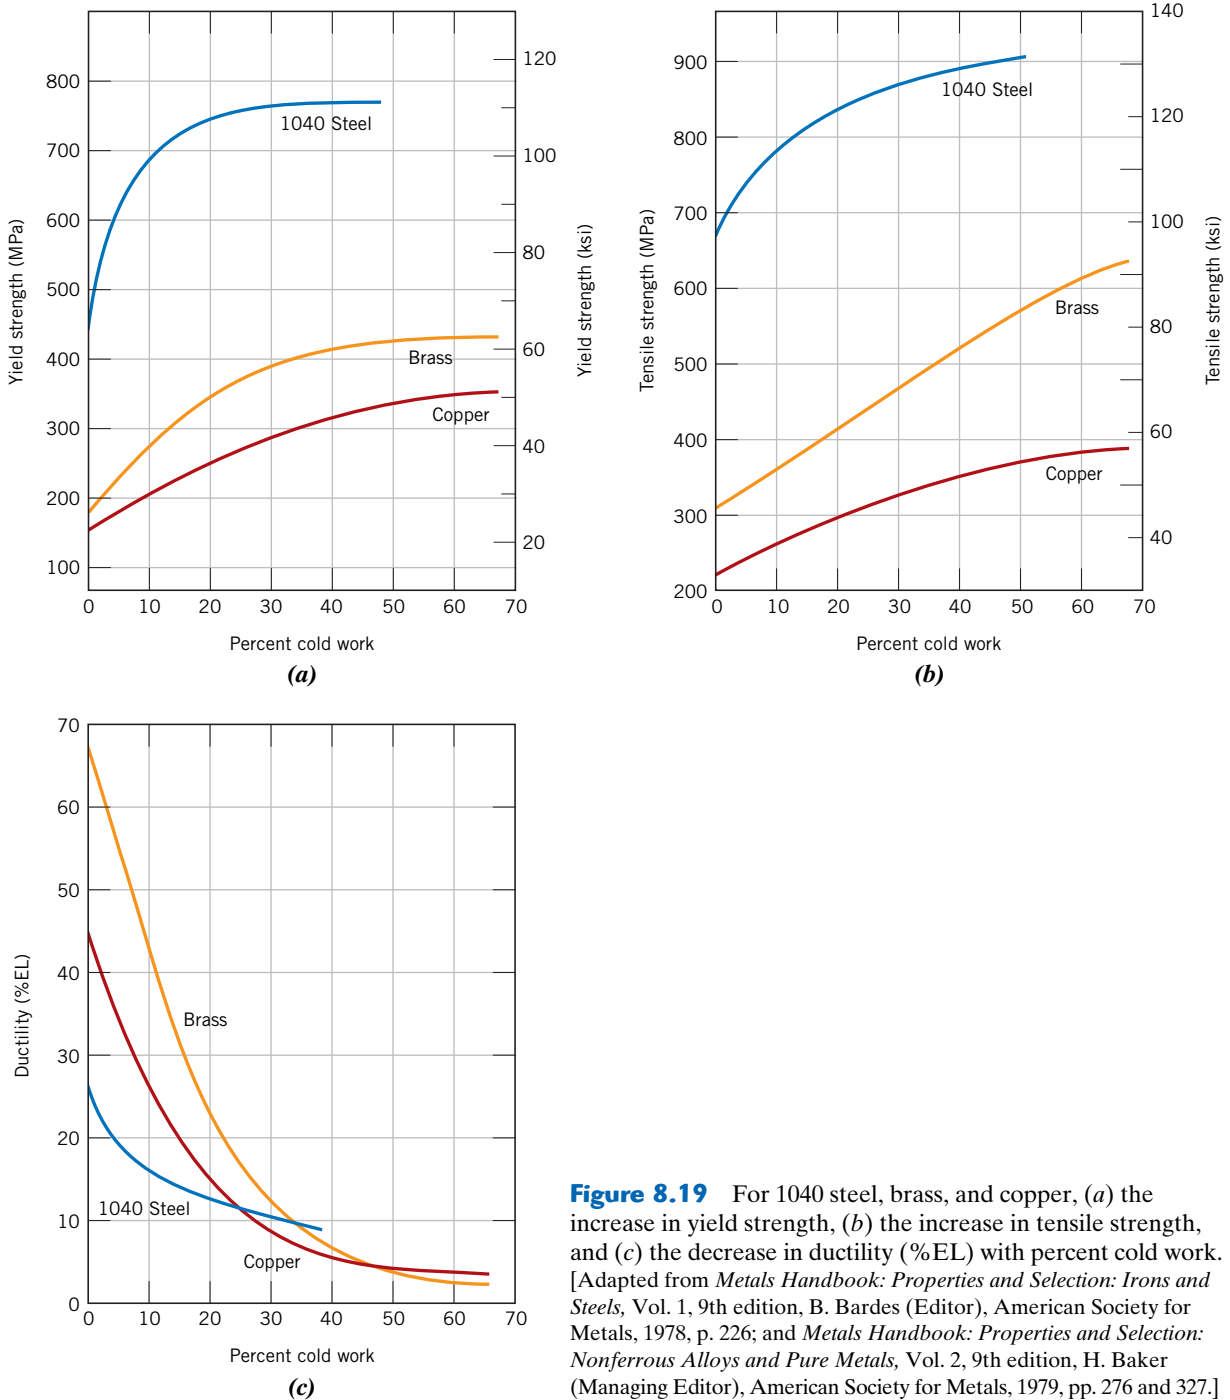 800
700
600
500
400
300
200
100
Yield strength (MPa)
120
100
80
60
40
20
Yield strength (ksi)
1040 Steel
Brass
Copper
0 10 20 30 40 50 60 70
Percent cold work
(a)
900
800
700
600
500
400
300
200
Tensile strength (MPa)
140
120
100
80
60
40
Tensile strength (ksi)
1040 Steel
Brass
Copper
0 10 20 30 40 50 60 70
Percent cold work
(b)
70
60
50
40
30
20
10
0
Ductility (%EL)
Brass
1040 Steel
Copper
0 10 20 30 40 50 60 70
Percent cold work
(c)
Figure 8.19 For 1040 steel, brass, and copper, (a) the
increase in yield strength, (b) the increase in tensile strength,
and (c) the decrease in ductility (%EL) with percent cold work.
[Adapted from Metals Handbook: Properties and Selection: Irons and
Steels, Vol. 1, 9th edition, B. Bardes (Editor), American Society for
Metals, 1978, p. 226; and Metals Handbook: Properties and Selection:
Nonferrous Alloys and Pure Metals, Vol. 2, 9th edition, H. Baker
(Managing Editor), American Society for Metals, 1979, pp. 276 and 327.]